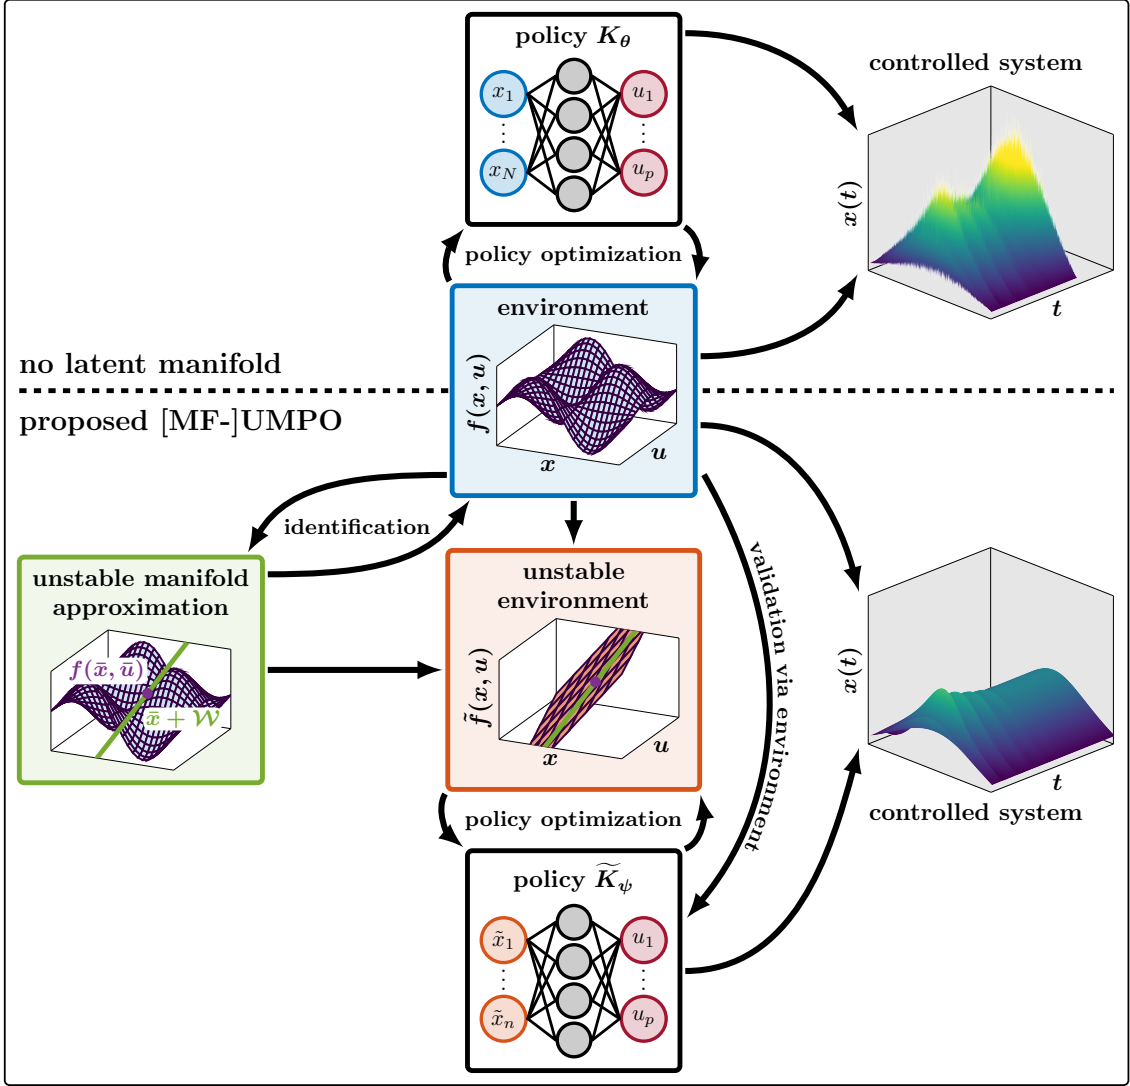 policy K_θ
x_1
⋮
x_N
u_1
⋮
u_p
controlled system
x(t)
t
policy optimization
environment
f(x, u)
x
u
no latent manifold
proposed [MF-]UMPO
identification
unstable manifold
approximation
f(x̄, ū)
x̄ + 𝒲
unstable
environment
f̃(x, u)
x
u
validation via environment
x(t)
t
controlled system
policy optimization
policy K̃_ψ
x̃_1
⋮
x̃_n
u_1
⋮
u_p